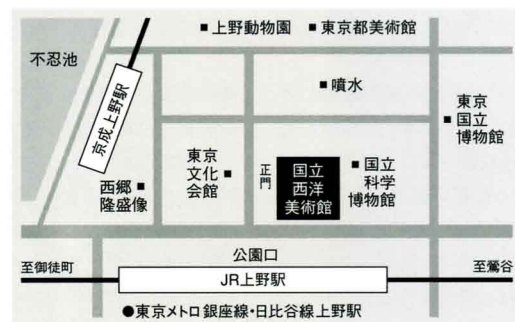 ■上野動物園 ■東京都美術館
不忍池
■噴水
京成上野駅
東京
国立
博物館
東京
文化
会館
正門
国立
西洋
美術館
■国立
科学
博物館
西郷
隆盛像
公園口
至御徒町
JR上野駅
至鶯谷
●東京メトロ 銀座線・日比谷線 上野駅